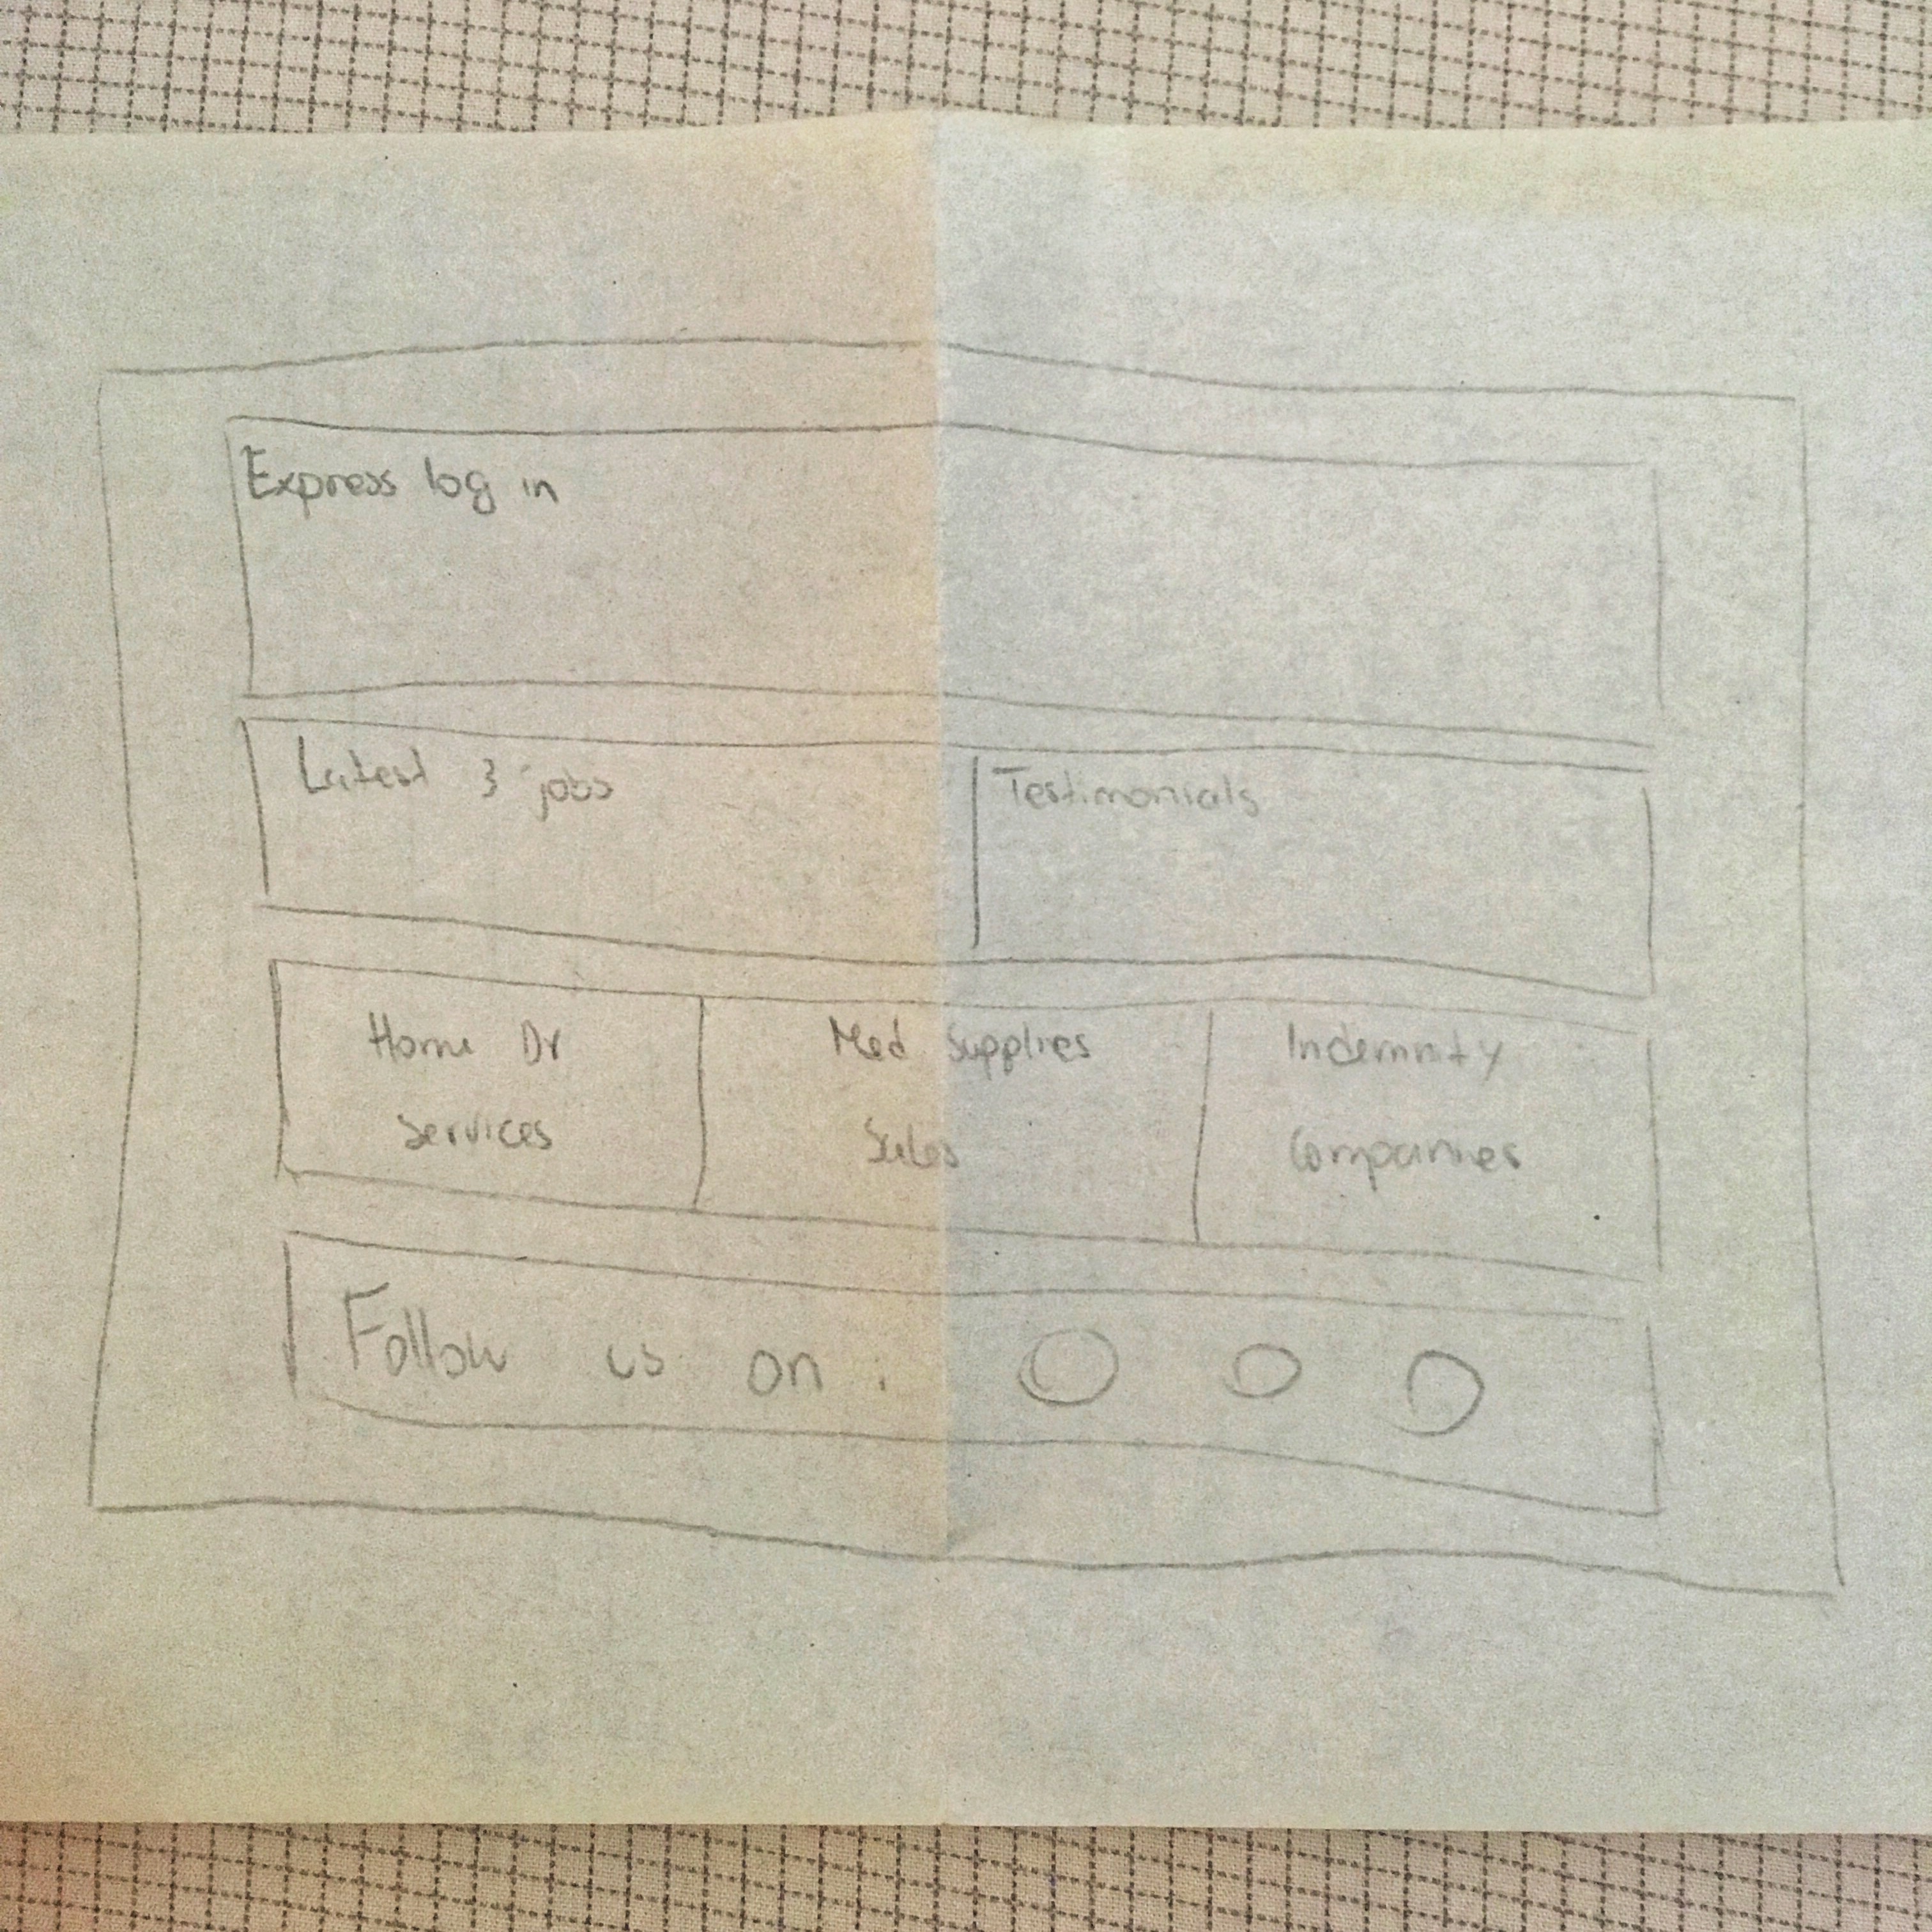 Express log in
Latest 3 jobs
Testimonials
Home Dr
Services
Med Supplies
Sales
Indemnity
Companies
Follow us on :